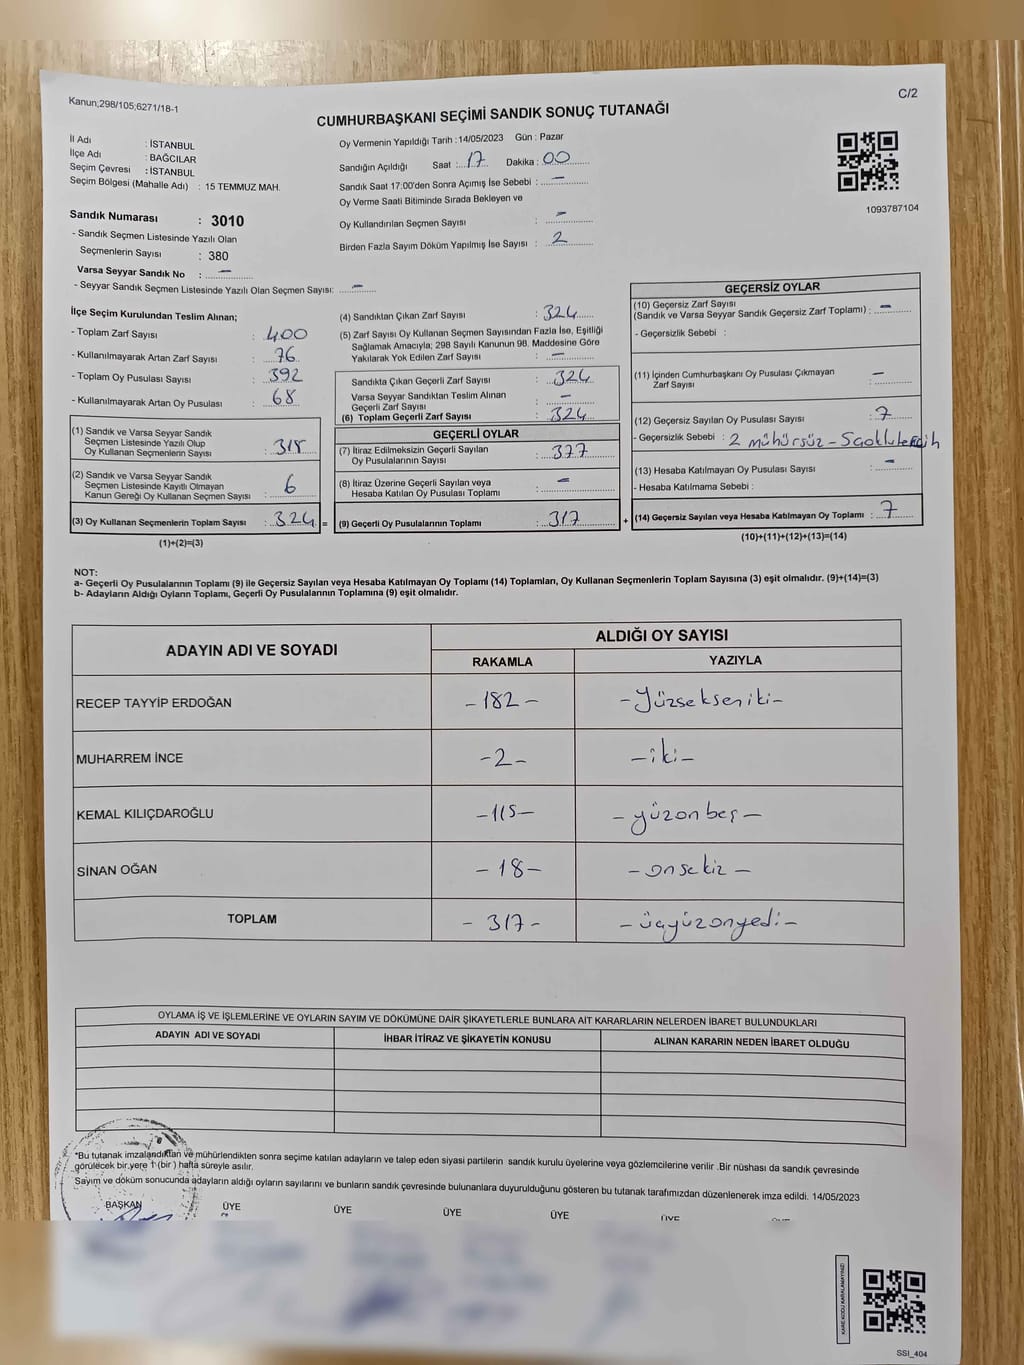 Kanun;298/105;6271/18-1
C/2
CUMHURBAŞKANI SEÇİMİ SANDIK SONUÇ TUTANAĞI
İl Adı : İSTANBUL
İlçe Adı : BAĞCILAR
Seçim Çevresi : İSTANBUL
Seçim Bölgesi (Mahalle Adı) : 15 TEMMUZ MAH.
Sandık Numarası : 3010
- Sandık Seçmen Listesinde Yazılı Olan
Seçmenlerin Sayısı : 380
Varsa Seyyar Sandık No : -
- Seyyar Sandık Seçmen Listesinde Yazılı Olan Seçmen Sayısı: -
Oy Vermenin Yapıldığı Tarih : 14/05/2023 Gün : Pazar
Sandığın Açıldığı Saat : 17 Dakika : 00
Sandık Saat 17:00'den Sonra Açımış İse Sebebi : -
Oy Verme Saati Bitiminde Sırada Bekleyen ve
Oy Kullandırılan Seçmen Sayısı : -
Birden Fazla Sayım Döküm Yapılmış İse Sayısı : 2
1093787104
İlçe Seçim Kurulundan Teslim Alınan;
- Toplam Zarf Sayısı : 400
- Kullanılmayarak Artan Zarf Sayısı : 76
- Toplam Oy Pusulası Sayısı : 392
- Kullanılmayarak Artan Oy Pusulası : 68
(1) Sandık ve Varsa Seyyar Sandık
Seçmen Listesinde Yazılı Olup
Oy Kullanan Seçmenlerin Sayısı : 318
(2) Sandık ve Varsa Seyyar Sandık
Seçmen Listesinde Kayıtlı Olmayan
Kanun Gereği Oy Kullanan Seçmen Sayısı : 6
(3) Oy Kullanan Seçmenlerin Toplam Sayısı : 324 =
(1)+(2)=(3)
(4) Sandıktan Çıkan Zarf Sayısı : 324
(5) Zarf Sayısı Oy Kullanan Seçmen Sayısından Fazla İse, Eşitliği
Sağlamak Amacıyla; 298 Sayılı Kanunun 98. Maddesine Göre
Yakılarak Yok Edilen Zarf Sayısı : -
Sandıkta Çıkan Geçerli Zarf Sayısı : 324
Varsa Seyyar Sandıktan Teslim Alınan
Geçerli Zarf Sayısı : -
(6) Toplam Geçerli Zarf Sayısı : 324
GEÇERLİ OYLAR
(7) İtiraz Edilmeksizin Geçerli Sayılan
Oy Pusulasının Sayısı : 377
(8) İtiraz Üzerine Geçerli Sayılan veya
Hesaba Katılan Oy Pusulası Toplamı : -
(9) Geçerli Oy Pusulalarının Toplamı : 317 +
GEÇERSİZ OYLAR
(10) Geçersiz Zarf Sayısı
(Sandık ve Varsa Seyyar Sandık Geçersiz Zarf Toplamı) : -
- Geçersizlik Sebebi :
(11) İçinden Cumhurbaşkanı Oy Pusulası Çıkmayan
Zarf Sayısı : -
(12) Geçersiz Sayılan Oy Pusulası Sayısı : 7
- Geçersizlik Sebebi : 2 mühürsüz - 5
(13) Hesaba Katılmayan Oy Pusulası Sayısı : -
- Hesaba Katılmama Sebebi :
(14) Geçersiz Sayılan veya Hesaba Katılmayan Oy Toplamı : 7
(10)+(11)+(12)+(13)=(14)
NOT:
a- Geçerli Oy Pusulalarının Toplamı (9) ile Geçersiz Sayılan veya Hesaba Katılmayan Oy Toplamı (14) Toplamları, Oy Kullanan Seçmenlerin Toplam Sayısına (3) eşit olmalıdır. (9)+(14)=(3)
b- Adayların Aldığı Oyların Toplamı, Geçerli Oy Pusulalarının Toplamına (9) eşit olmalıdır.
ADAYIN ADI VE SOYADI
ALDIĞI OY SAYISI
RAKAMLA YAZIYLA
RECEP TAYYİP ERDOĞAN -182- -Yüzseksen iki-
MUHARREM İNCE -2- -iki-
KEMAL KILIÇDAROĞLU -115- -yüzonbeş-
SİNAN OĞAN -18- -onsekiz-
TOPLAM -317- -üçyüzonyedi-
OYLAMA İŞ VE İŞLEMLERİNE VE OYLARIN SAYIM VE DÖKÜMÜNE DAİR ŞİKAYETLERLE BUNLARA AİT KARARLARIN NELERDEN İBARET BULUNDUKLARI
ADAYIN ADI VE SOYADI İHBAR İTİRAZ VE ŞİKAYETİN KONUSU ALINAN KARARIN NEDEN İBARET OLDUĞU
*Bu tutanak imzalandıktan ve mühürlendikten sonra seçime katılan adayların ve talep eden siyasi partilerin sandık kurulu üyelerine veya gözlemcilerine verilir .Bir nüshası da sandık çevresinde
görülecek bir yere 1 (bir ) hafta süreyle asılır.
Sayım ve döküm sonucunda adayların aldığı oyların sayılarını ve bunların sandık çevresinde bulunanlara duyurulduğunu gösteren bu tutanak tarafımızdan düzenlenerek imza edildi. 14/05/2023
BAŞKAN ÜYE ÜYE ÜYE ÜYE ÜYE
KARE KODU KARALAMAYINIZ!
SSI_404